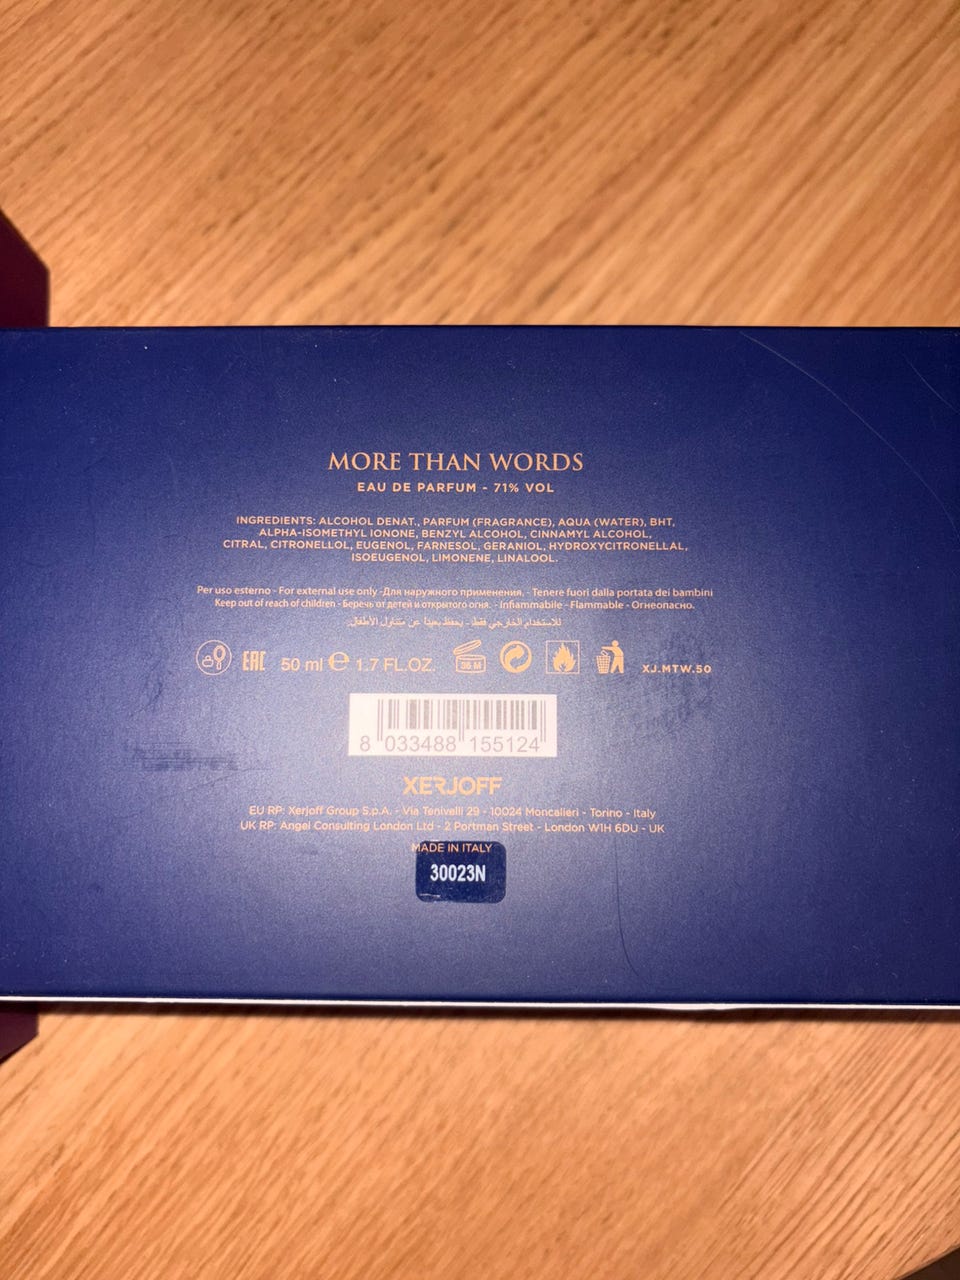 MORE THAN WORDS
EAU DE PARFUM - 71% VOL
INGREDIENTS: ALCOHOL DENAT., PARFUM (FRAGRANCE), AQUA (WATER), BHT,
ALPHA-ISOMETHYL IONONE, BENZYL ALCOHOL, CINNAMYL ALCOHOL,
CITRAL, CITRONELLOL, EUGENOL, FARNESOL, GERANIOL, HYDROXYCITRONELLAL,
ISOEUGENOL, LIMONENE, LINALOOL.
Per uso esterno - For external use only -Для наружного применения. - Tenere fuori dalla portata dei bambini
Keep out of reach of children - Беречь от детей и открытого огня. - Infiammabile - Flammable - Огнеопасно.
للاستخدام الخارجي فقط - يحفظ بعيدا عن متناول الأطفال.
EAC 50 ml e 1.7 FL.OZ. 36 M XJ.MTW.50
8 033488 155124
XERJOFF
EU RP: Xerjoff Group S.p.A. - Via Tenivelli 29 - 10024 Moncalieri - Torino - Italy
UK RP: Angel Consulting London Ltd - 2 Portman Street - London W1H 6DU - UK
MADE IN ITALY
30023N